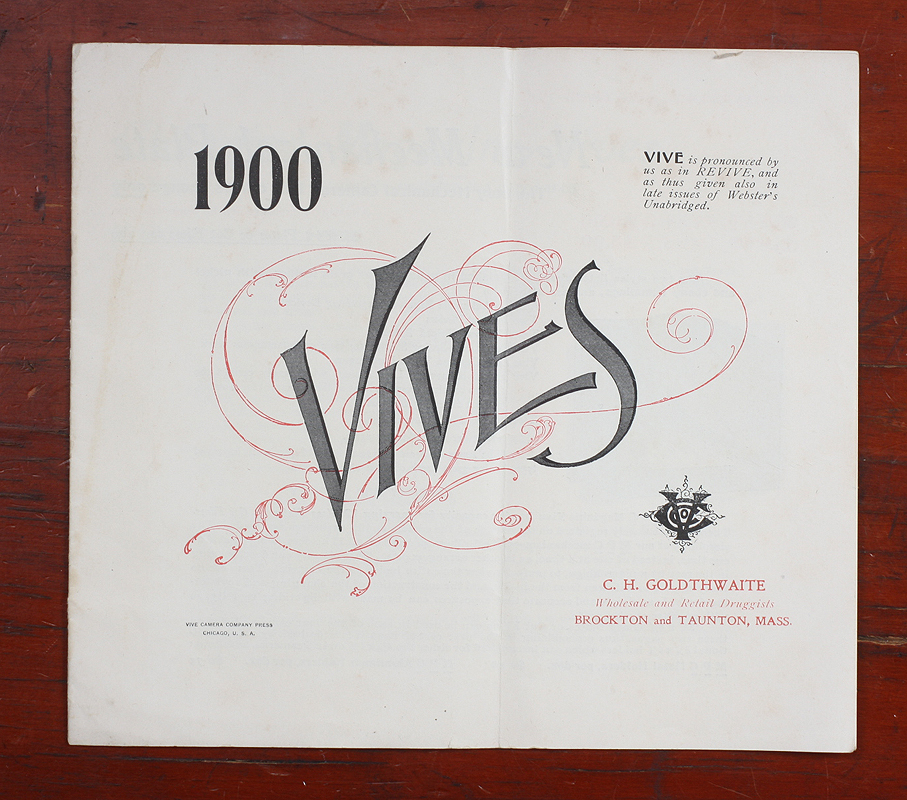 1900
VIVE is pronounced by
us as in REVIVE, and
as thus given also in
late issues of Webster's
Unabridged.
VIVES
C. H. GOLDTHWAITE
Wholesale and Retail Druggists
BROCKTON and TAUNTON, MASS.
VIVE CAMERA COMPANY PRESS
CHICAGO, U. S. A.